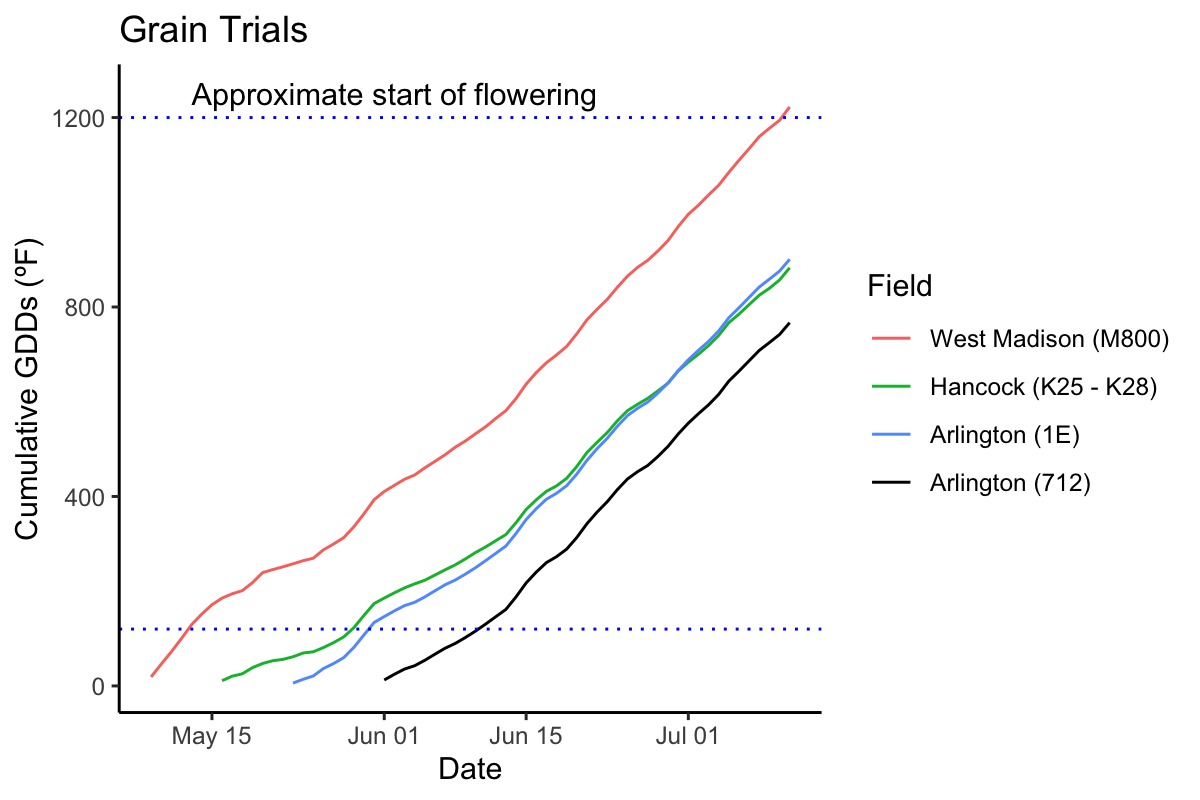 Grain Trials
Approximate start of flowering
1200
800
400
0
Cumulative GDDs (ºF)
May 15
Jun 01
Jun 15
Jul 01
Date
Field
West Madison (M800)
Hancock (K25 - K28)
Arlington (1E)
Arlington (712)